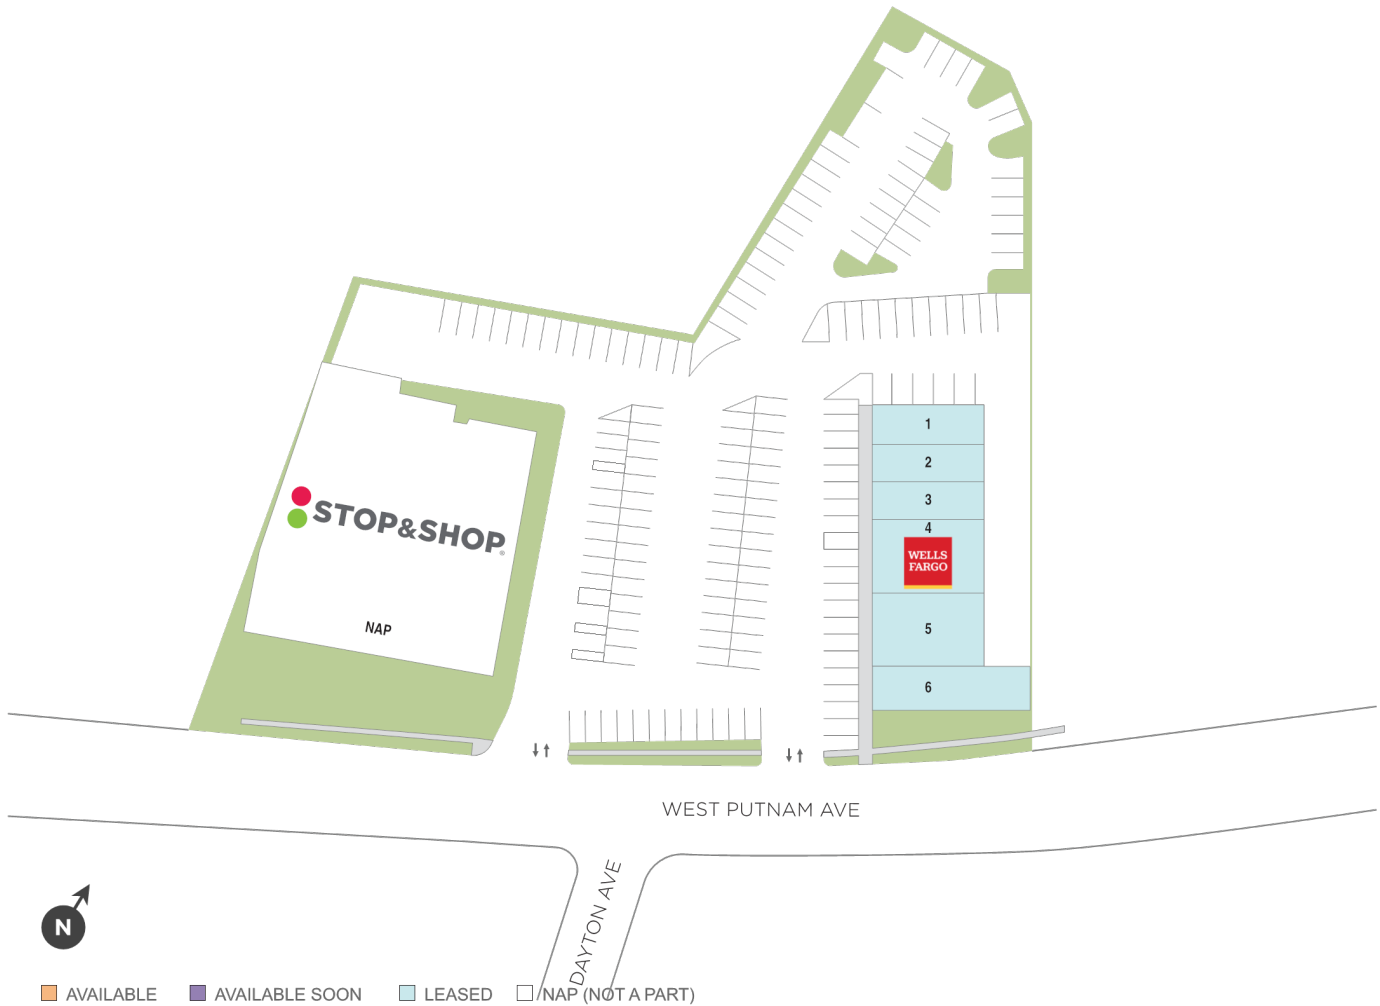 1
2
3
4
WELLS
FARGO
STOP&SHOP®
NAP
5
6
WEST PUTNAM AVE
DAYTON AVE
N
AVAILABLE
AVAILABLE SOON
LEASED
NAP (NOT A PART)